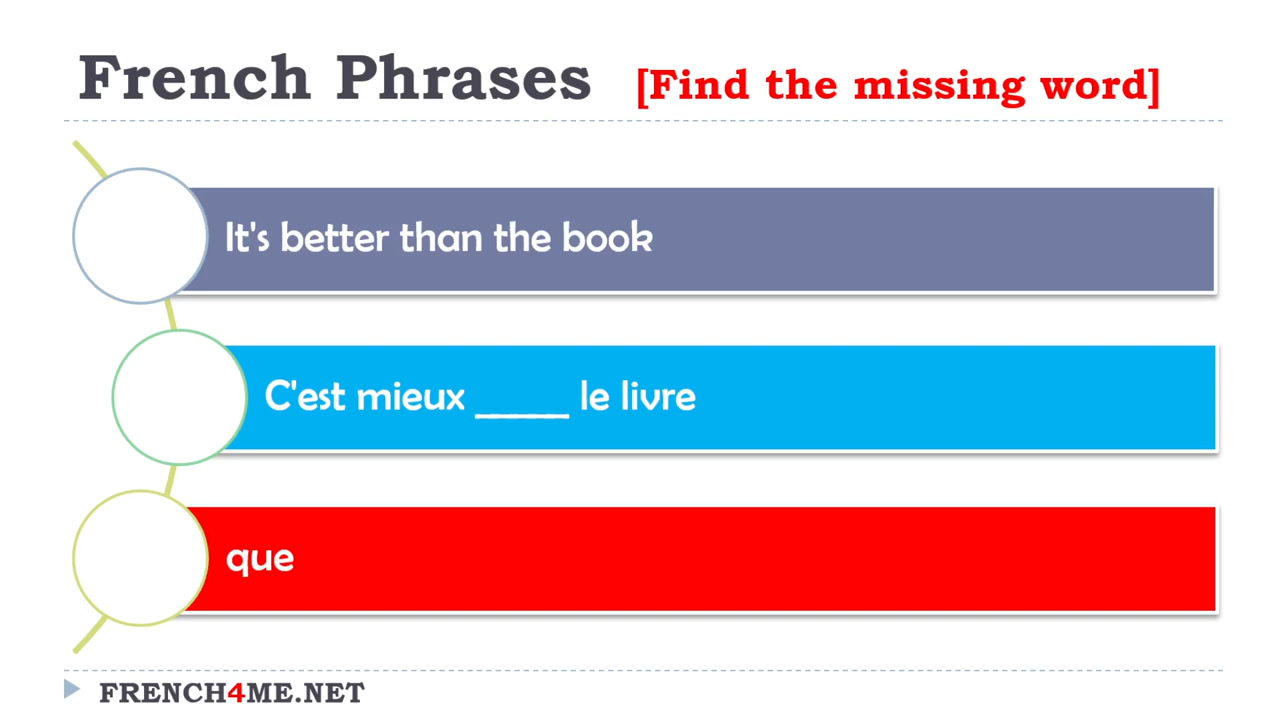 French Phrases [Find the missing word]
It's better than the book
C'est mieux _____ le livre
que
FRENCH4ME.NET